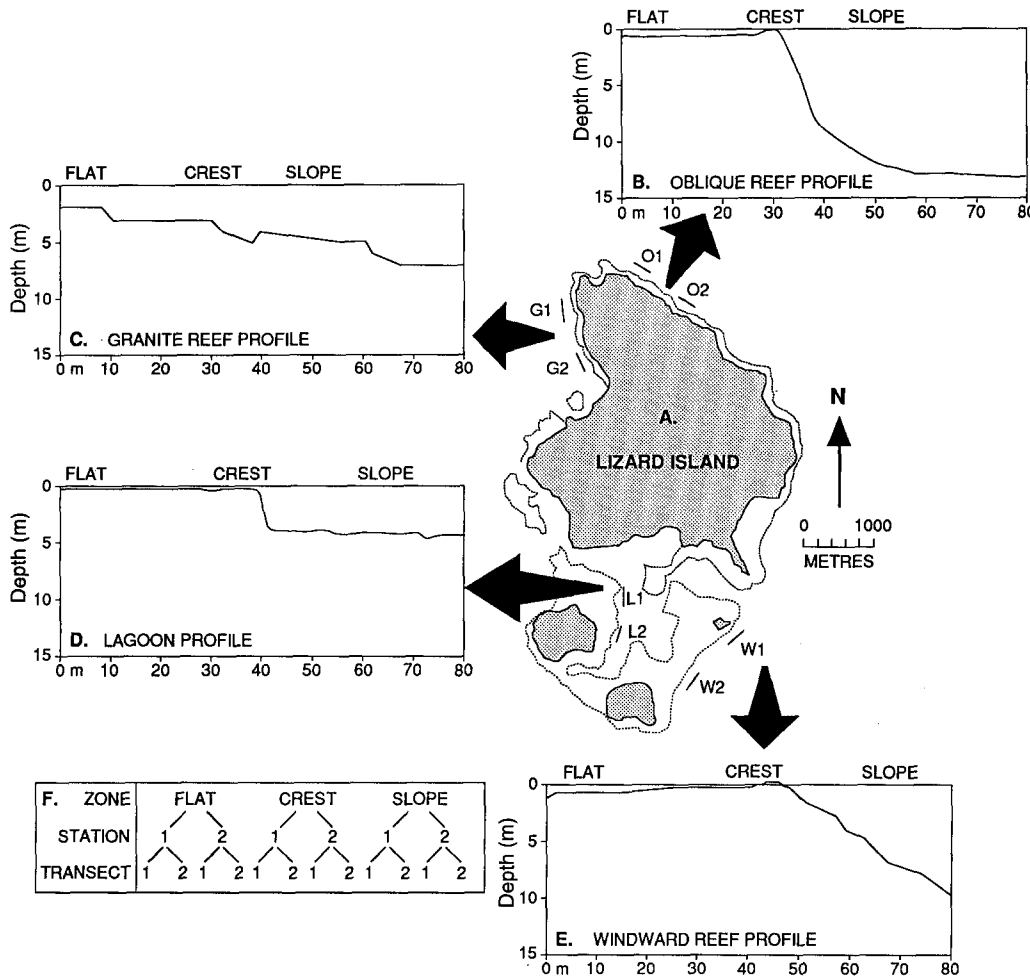 FLAT CREST SLOPE
0
5
10
15
Depth (m)
B. OBLIQUE REEF PROFILE
0 m 10 20 30 40 50 60 70 80
FLAT CREST SLOPE
0
5
10
15
Depth (m)
C. GRANITE REEF PROFILE
0 m 10 20 30 40 50 60 70 80
O1
O2
G1
G2
A.
LIZARD ISLAND
N
0 1000
METRES
FLAT CREST SLOPE
0
5
10
15
Depth (m)
D. LAGOON PROFILE
0 m 10 20 30 40 50 60 70 80
L1
L2
W1
W2
F. ZONE FLAT CREST SLOPE
STATION 1 2 1 2 1 2
TRANSECT 1 2 1 2 1 2 1 2 1 2 1 2
FLAT CREST SLOPE
0
5
10
15
Depth (m)
E. WINDWARD REEF PROFILE
0 m 10 20 30 40 50 60 70 80